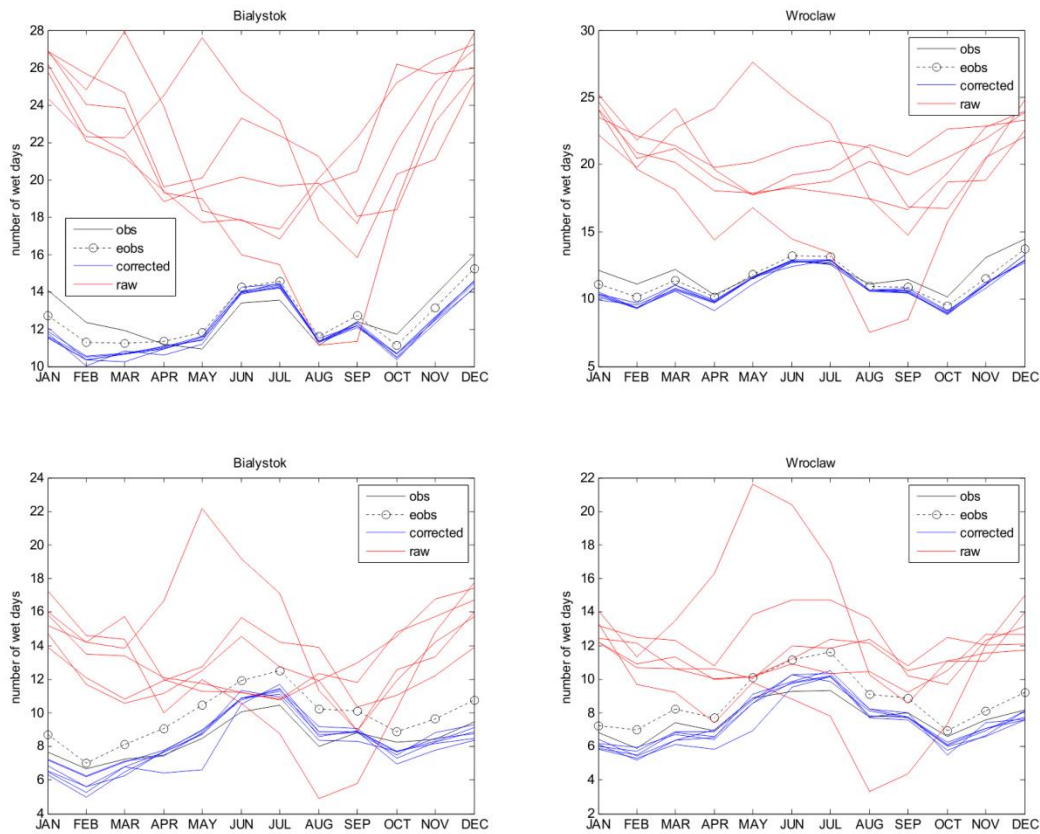 Bialystok
number of wet days
28
26
24
22
20
18
16
14
12
10
obs
eobs
corrected
raw
JAN FEB MAR APR MAY JUN JUL AUG SEP OCT NOV DEC
Wroclaw
number of wet days
30
25
20
15
10
5
obs
eobs
corrected
raw
JAN FEB MAR APR MAY JUN JUL AUG SEP OCT NOV DEC
Bialystok
number of wet days
24
22
20
18
16
14
12
10
8
6
4
obs
eobs
corrected
raw
JAN FEB MAR APR MAY JUN JUL AUG SEP OCT NOV DEC
Wroclaw
number of wet days
22
20
18
16
14
12
10
8
6
4
2
obs
eobs
corrected
raw
JAN FEB MAR APR MAY JUN JUL AUG SEP OCT NOV DEC